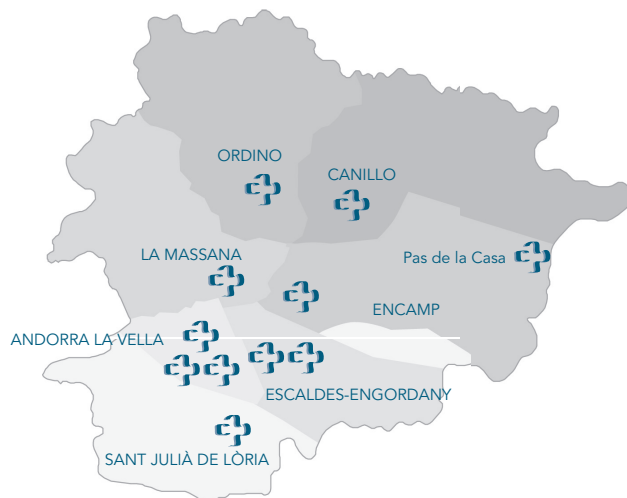 ORDINO
CANILLO
LA MASSANA
Pas de la Casa
ENCAMP
ANDORRA LA VELLA
ESCALDES-ENGORDANY
SANT JULIÀ DE LÒRIA